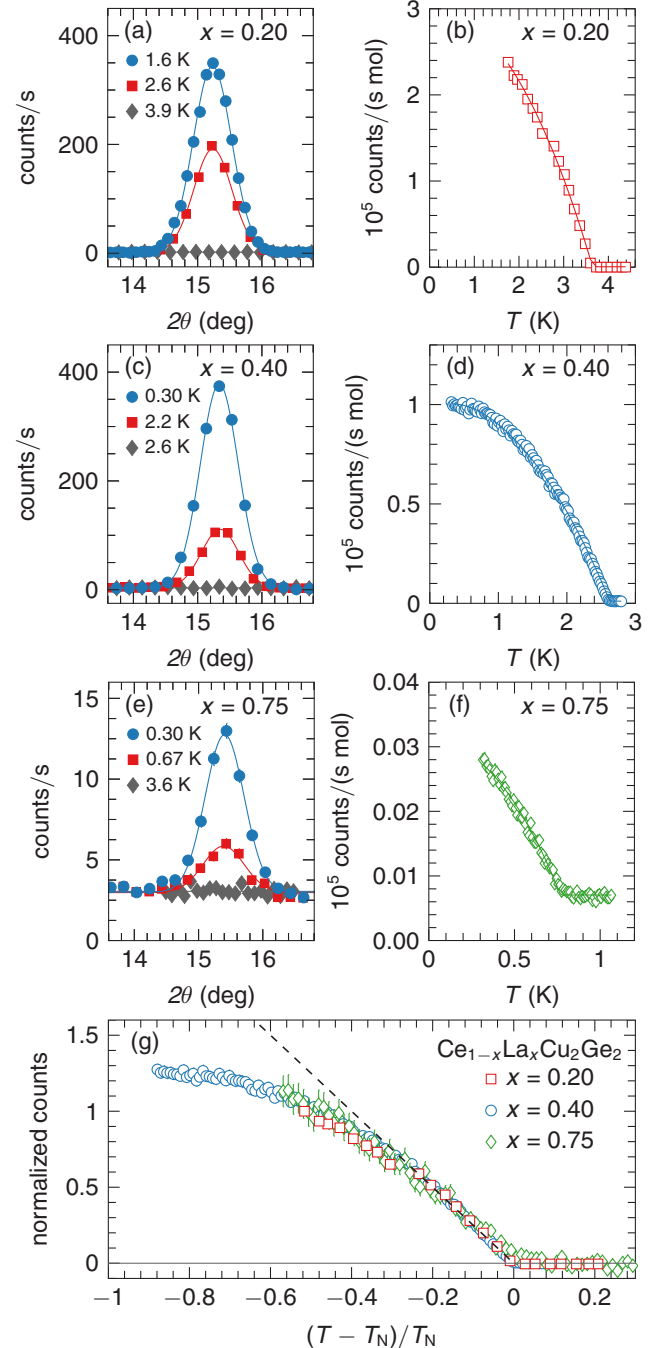 (a) x = 0.20
1.6 K
2.6 K
3.9 K
400
200
0
counts/s
14 15 16
2θ (deg)
(b) x = 0.20
3
2
1
0
10⁵ counts/(s mol)
0 1 2 3 4
T (K)
(c) x = 0.40
0.30 K
2.2 K
2.6 K
400
200
0
counts/s
14 15 16
2θ (deg)
(d) x = 0.40
1
0.5
0
10⁵ counts/(s mol)
0 1 2 3
T (K)
(e) x = 0.75
0.30 K
0.67 K
3.6 K
15
10
5
0
counts/s
14 15 16
2θ (deg)
(f) x = 0.75
0.04
0.03
0.02
0.01
0.00
10⁵ counts/(s mol)
0 0.5 1
T (K)
(g)
Ce₁₋ₓLaₓCu₂Ge₂
x = 0.20
x = 0.40
x = 0.75
1.5
1
0.5
0
normalized counts
−1 −0.8 −0.6 −0.4 −0.2 0 0.2
(T − T_N)/T_N